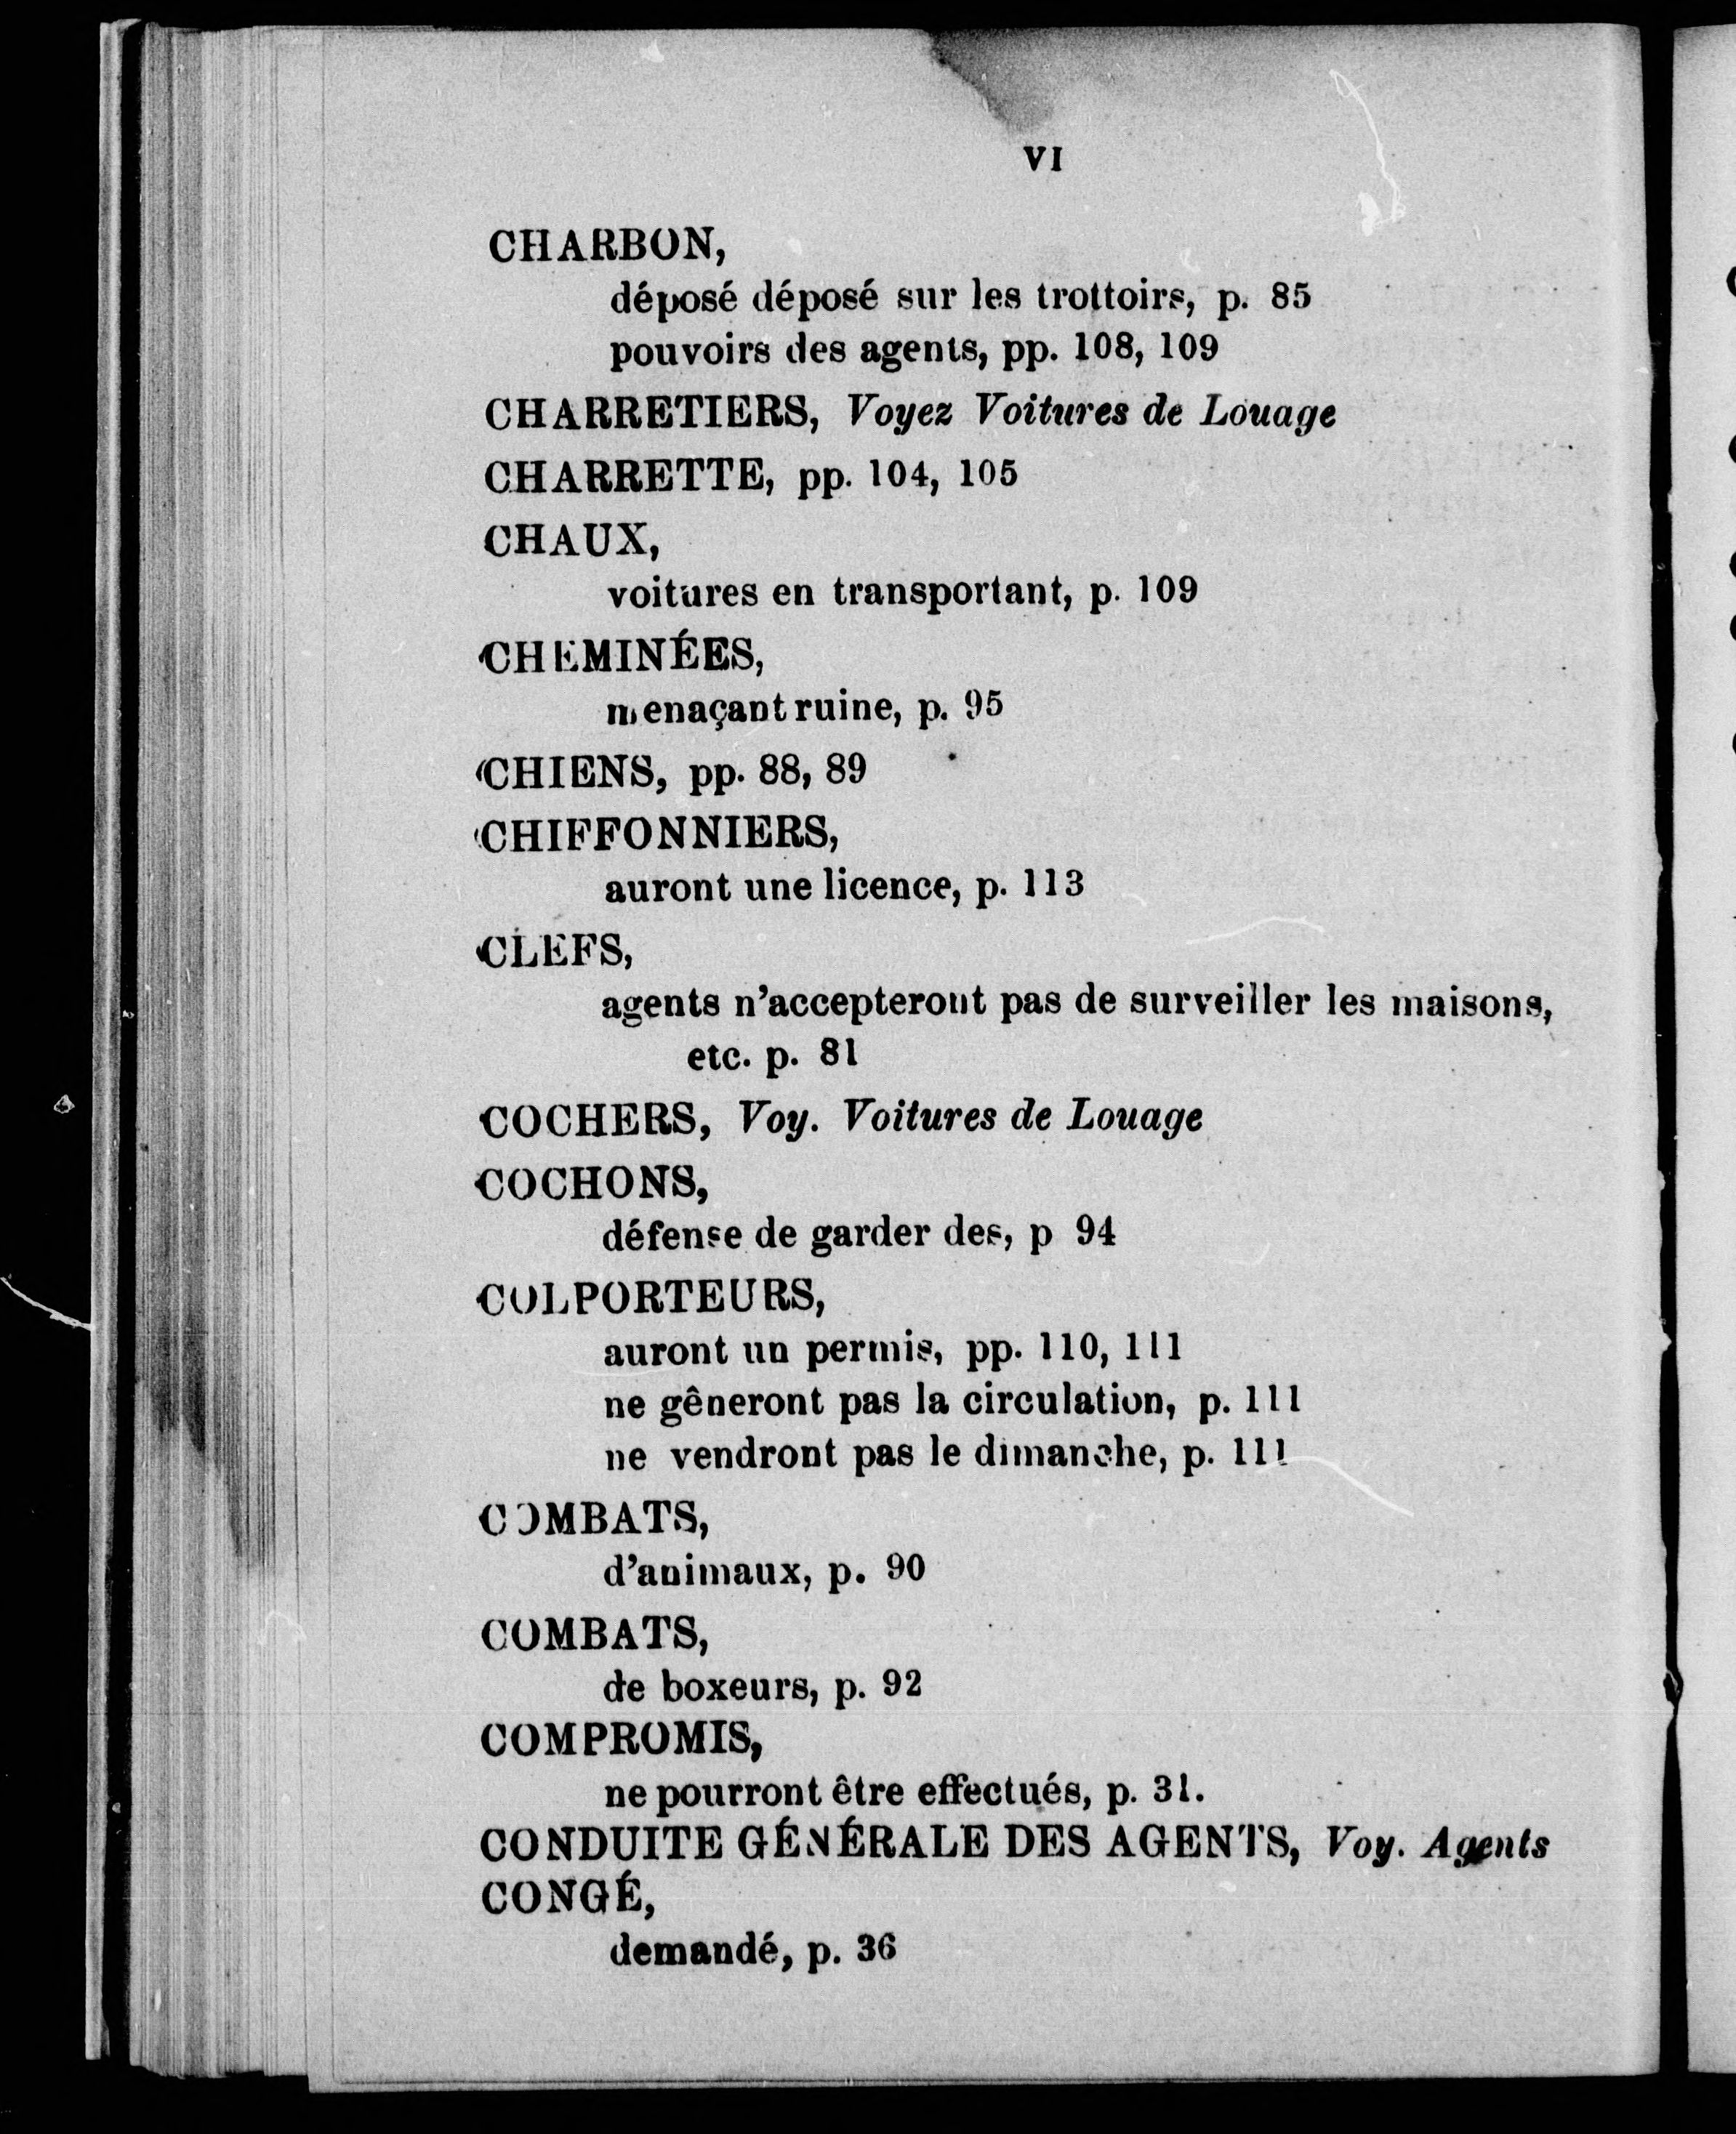 VI
CHARBON,
déposé déposé sur les trottoirs, p. 85
pouvoirs des agents, pp. 108, 109
CHARRETIERS, Voyez Voitures de Louage
CHARRETTE, pp. 104, 105
CHAUX,
voitures en transportant, p. 109
CHEMINÉES,
menaçant ruine, p. 95
CHIENS, pp. 88, 89
CHIFFONNIERS,
auront une licence, p. 113
CLEFS,
agents n'accepteront pas de surveiller les maisons,
etc. p. 81
COCHERS, Voy. Voitures de Louage
COCHONS,
défense de garder des, p 94
COLPORTEURS,
auront un permis, pp. 110, 111
ne gêneront pas la circulation, p. 111
ne vendront pas le dimanche, p. 111
COMBATS,
d'animaux, p. 90
COMBATS,
de boxeurs, p. 92
COMPROMIS,
ne pourront être effectués, p. 31.
CONDUITE GÉNÉRALE DES AGENTS, Voy. Agents
CONGÉ,
demandé, p. 36